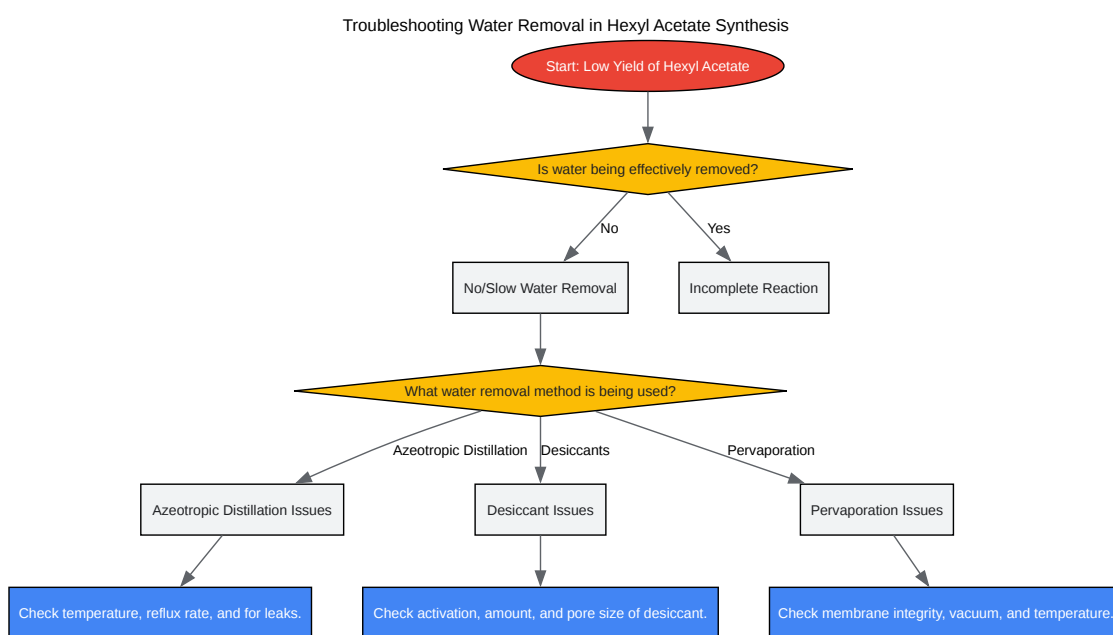 Troubleshooting Water Removal in Hexyl Acetate Synthesis
Start: Low Yield of Hexyl Acetate
Is water being effectively removed?
No
Yes
No/Slow Water Removal
Incomplete Reaction
What water removal method is being used?
Azeotropic Distillation
Desiccants
Pervaporation
Azeotropic Distillation Issues
Desiccant Issues
Pervaporation Issues
Check temperature, reflux rate, and for leaks.
Check activation, amount, and pore size of desiccant.
Check membrane integrity, vacuum, and temperature.